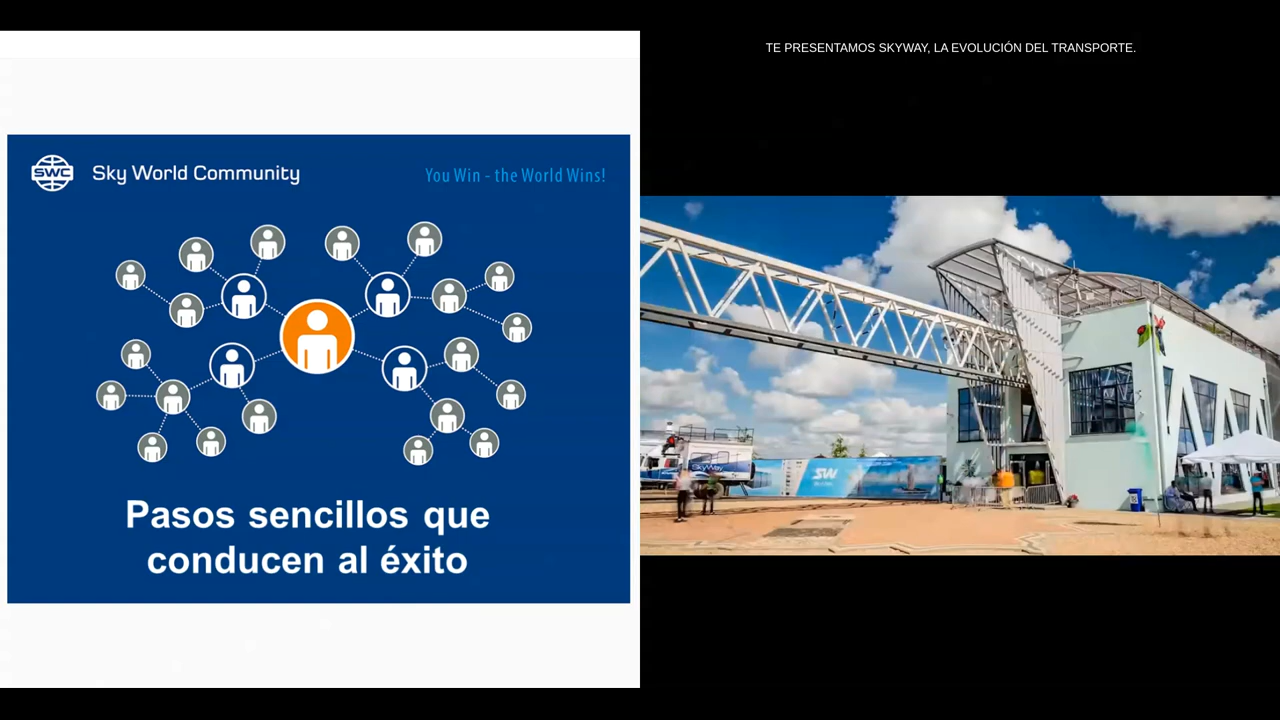 SWC
Sky World Community
You Win - the World Wins!
Pasos sencillos que
conducen al éxito
TE PRESENTAMOS SKYWAY, LA EVOLUCIÓN DEL TRANSPORTE.
SkyWay
SW